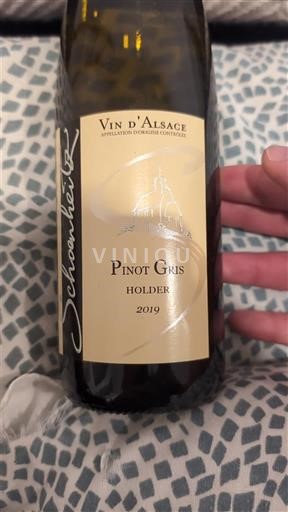 VIN D'ALSACE
APPELLATION D'ORIGINE CONTRÔLÉE
Schoenheitz
VINIOU
PINOT GRIS
HOLDER
2019